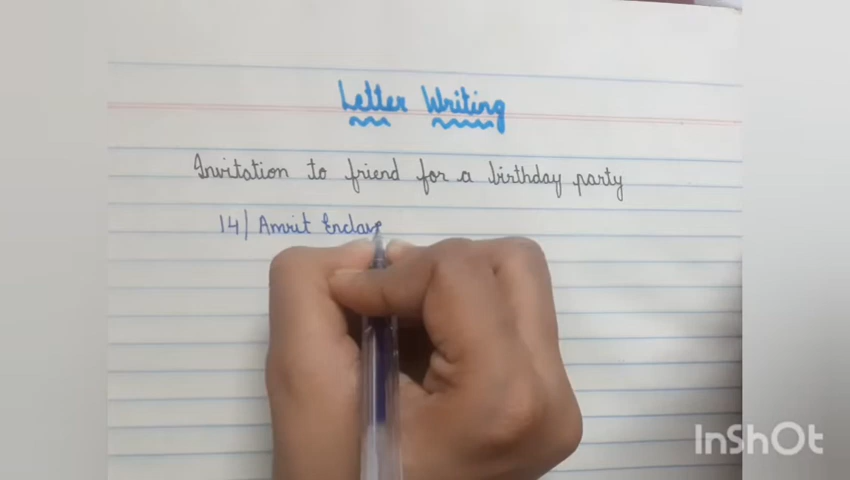 Letter Writing
Invitation to friend for a birthday party
14/ Amrit Enclave
InShOt